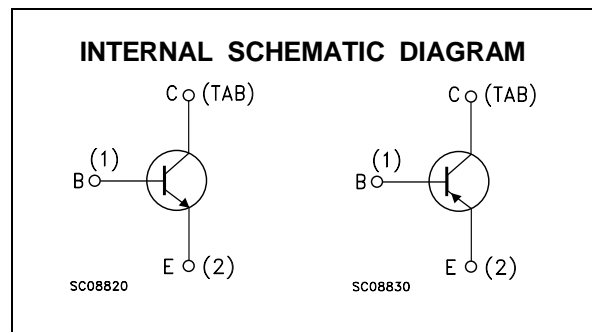 INTERNAL SCHEMATIC DIAGRAM
C (TAB)
(1)
B
E (2)
SC08820
C (TAB)
(1)
B
E (2)
SC08830